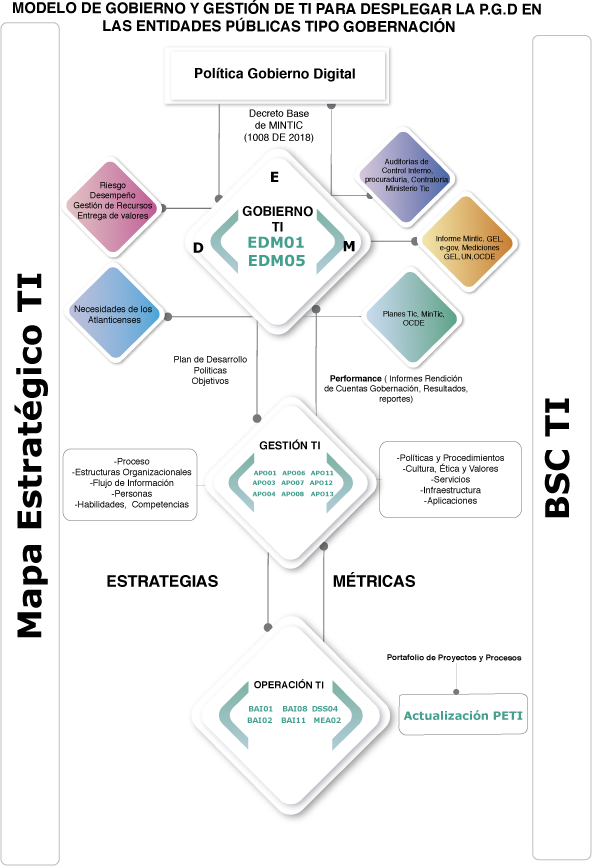 MODELO DE GOBIERNO Y GESTIÓN DE TI PARA DESPLEGAR LA P.G.D EN
LAS ENTIDADES PÚBLICAS TIPO GOBERNACIÓN
Mapa Estratégico TI
BSC TI
Política Gobierno Digital
Decreto Base
de MINTIC
(1008 DE 2018)
Riesgo
Desempeño
Gestión de Recursos
Entrega de valores
Auditorias de
Control Interno,
procuraduria, Contraloria
Ministerio Tic
E
GOBIERNO
TI
D
M
EDM01
EDM05
Informe Mintic, GEL,
e-gov, Mediciones
GEL,UN,OCDE
Necesidades de los
Atlanticenses
Planes Tic, MinTic,
OCDE
Plan de Desarrollo
Politicas
Objetivos
Performance ( Informes Rendición
de Cuentas Gobernación, Resultados,
reportes)
GESTIÓN TI
APO01 APO06 APO11
APO03 APO07 APO12
APO04 APO08 APO13
-Proceso
-Estructuras Organizacionales
-Flujo de Información
-Personas
-Habilidades, Competencias
-Políticas y Procedimientos
-Cultura, Ética y Valores
-Servicios
-Infraestructura
-Aplicaciones
ESTRATEGIAS
MÉTRICAS
OPERACIÓN TI
BAI01 BAI08 DSS04
BAI02 BAI11 MEA02
Portafolio de Proyectos y Procesos
Actualización PETI